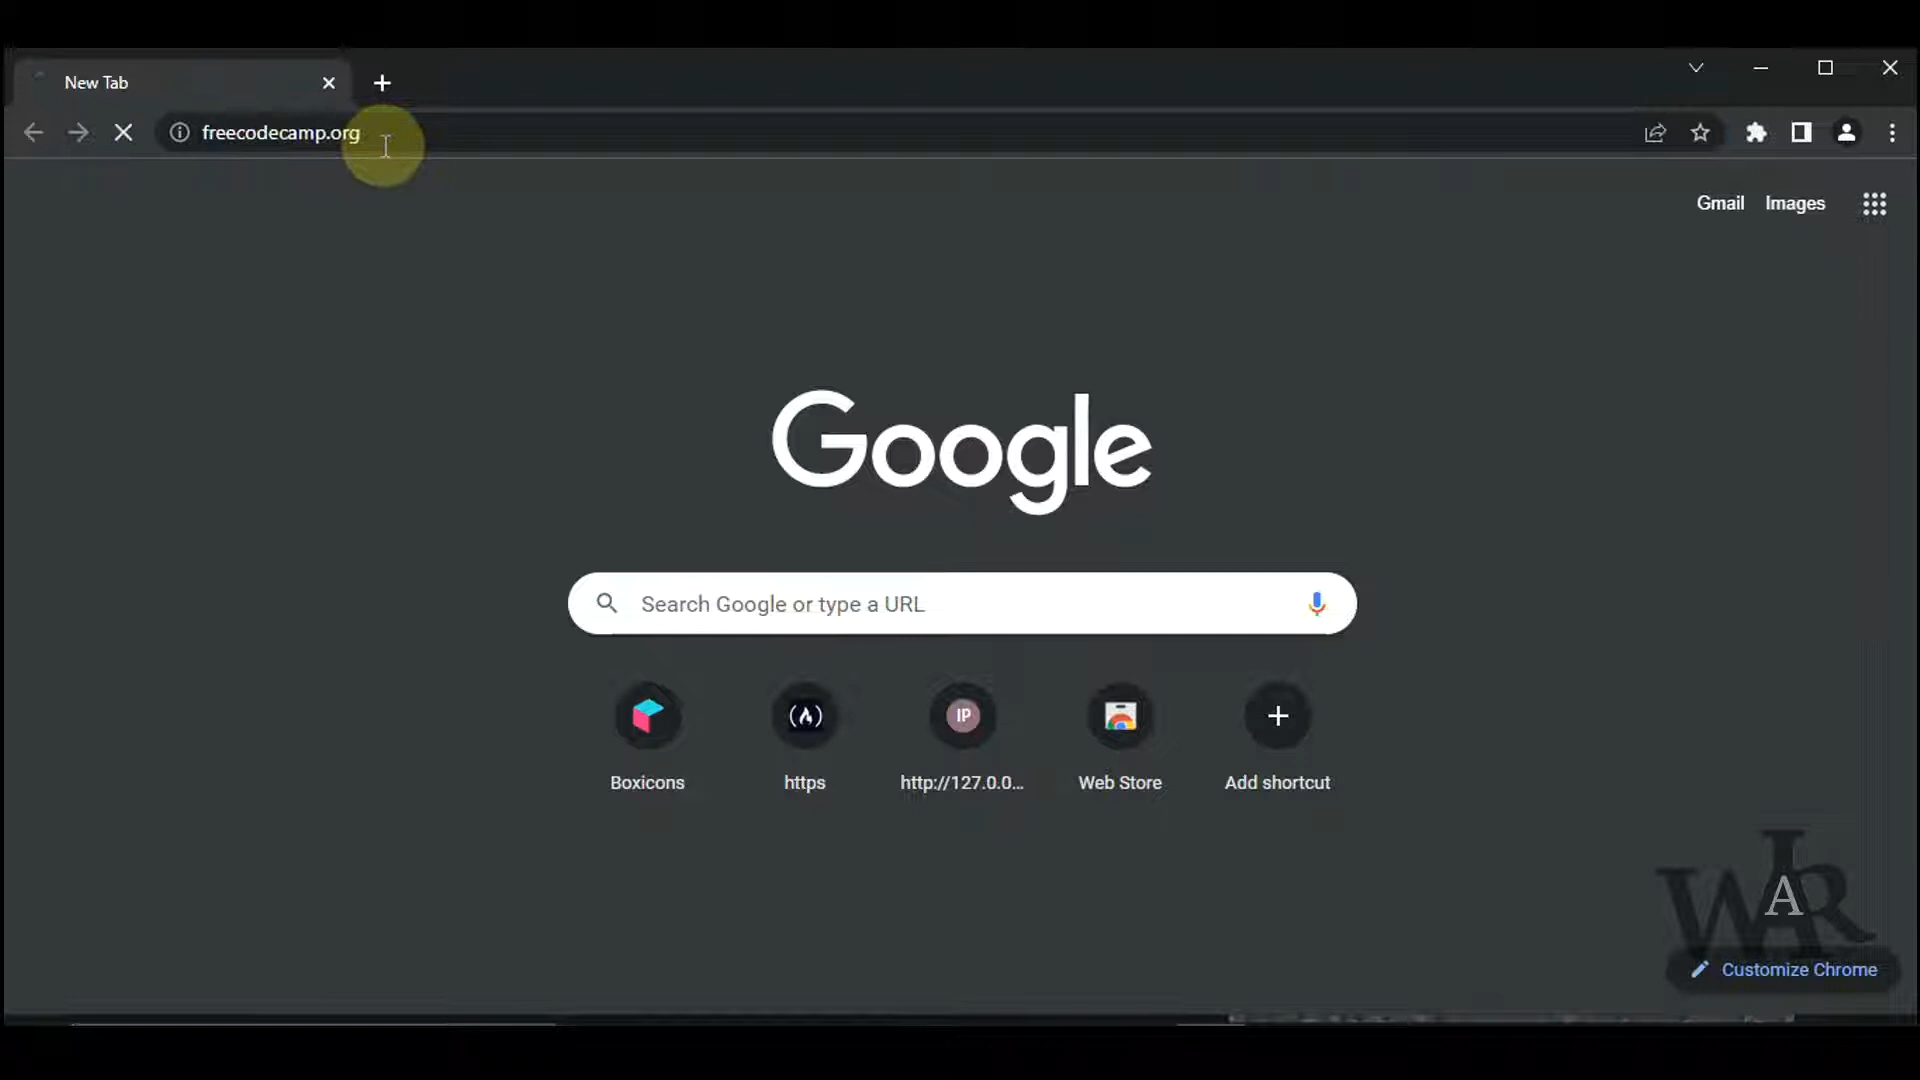 New Tab
freecodecamp.org
Gmail Images
Google
Search Google or type a URL
IP
Boxicons https http://127.0.0... Web Store Add shortcut
WIAR
Customize Chrome